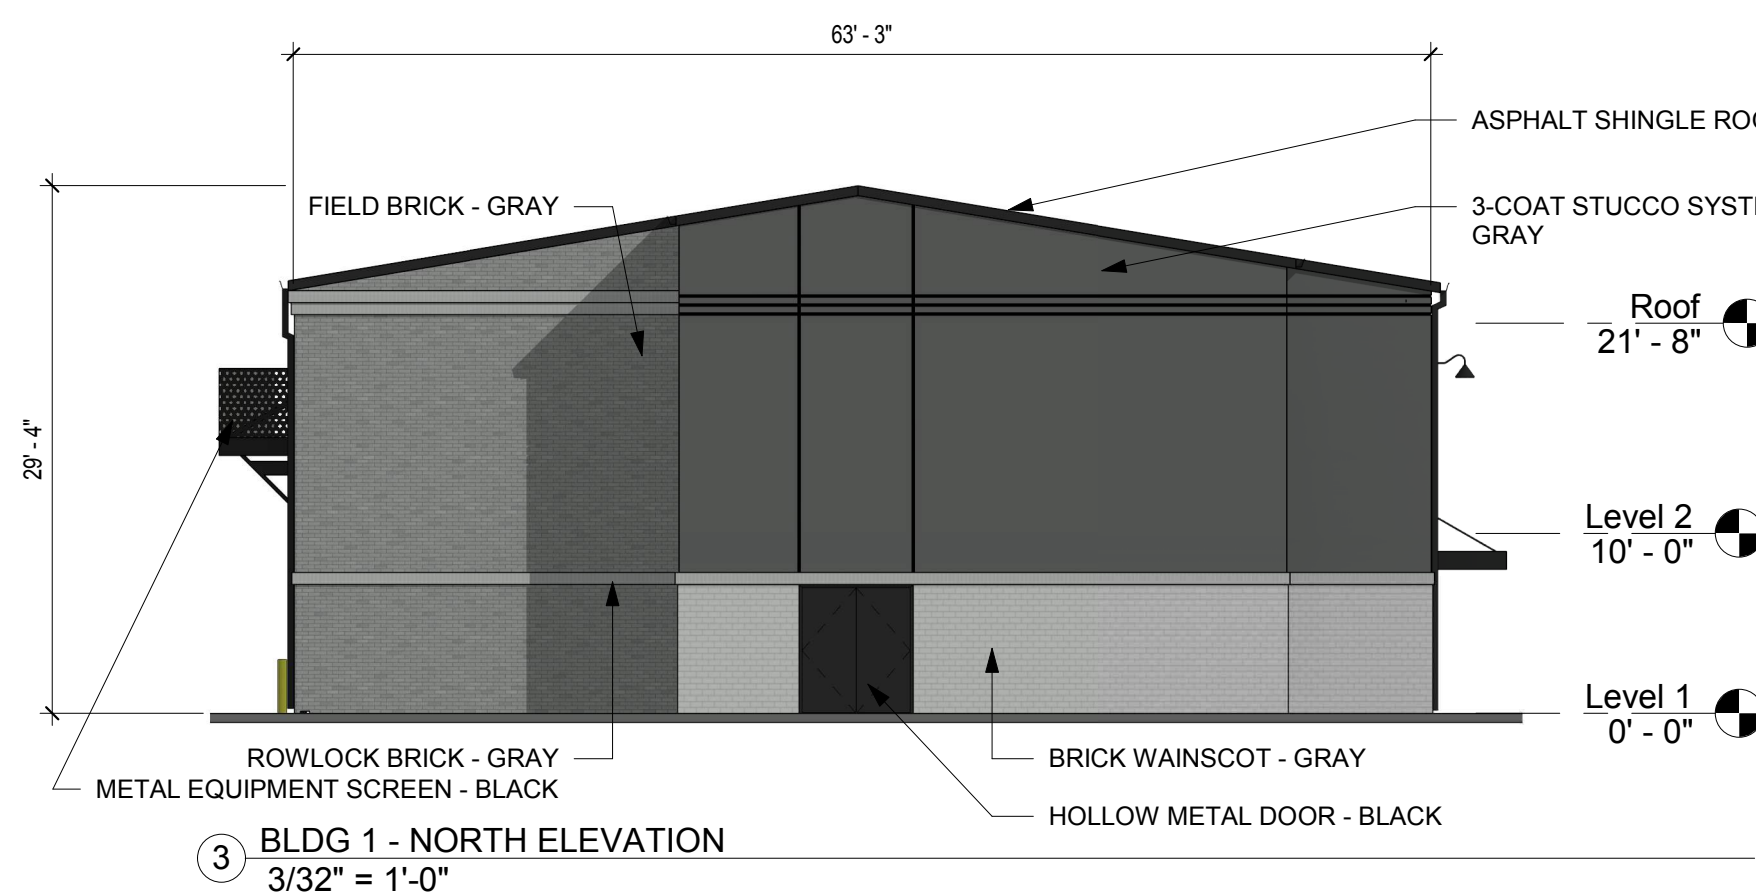 63' - 3"
ASPHALT SHINGLE
FIELD BRICK - GRAY
3-COAT STUCCO
GRAY
Roof
21' - 8"
29' - 4"
Level 2
10' - 0"
Level 1
0' - 0"
ROWLOCK BRICK - GRAY
BRICK WAINSCOT - GRAY
METAL EQUIPMENT SCREEN - BLACK
HOLLOW METAL DOOR - BLACK
3
BLDG 1 - NORTH ELEVATION
3/32" = 1'-0"